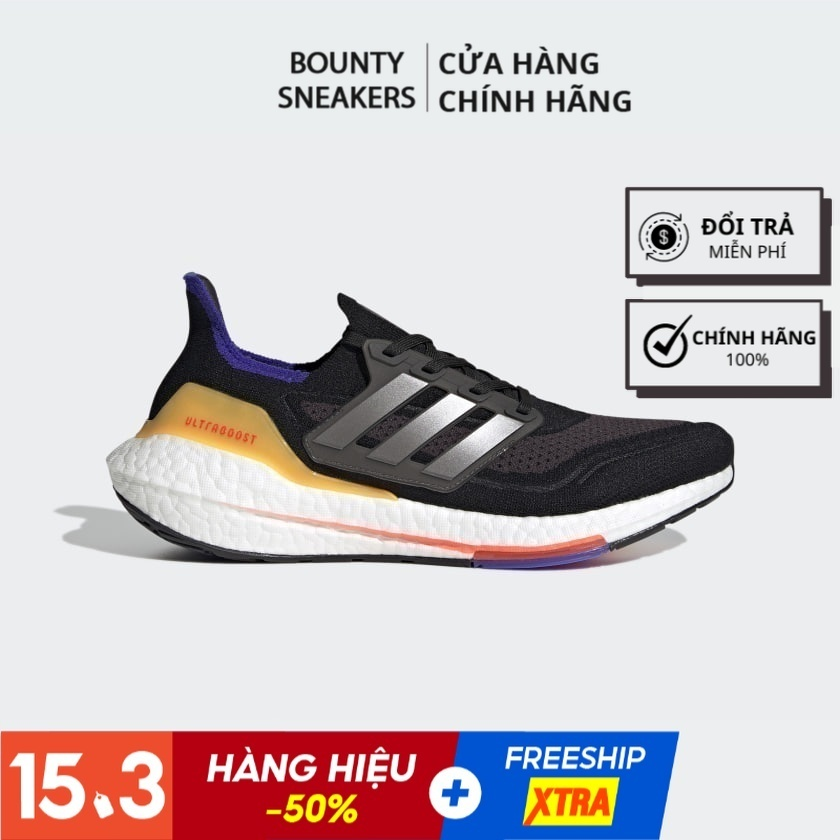 BOUNTY
SNEAKERS
CỬA HÀNG
CHÍNH HÃNG
ĐỔI TRẢ
MIỄN PHÍ
CHÍNH HÃNG
100%
ULTRABOOST
15.3
HÀNG HIỆU
-50%
+
FREESHIP
XTRA